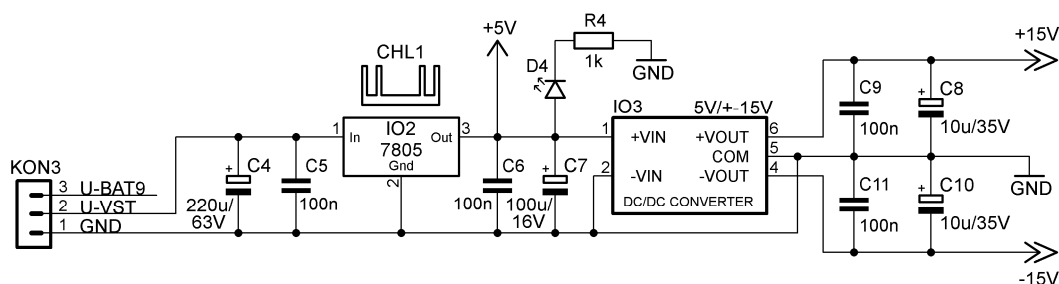 +5V
R4
1k
GND
D4
CHL1
+15V
IO3
5V/+-15V
C9
100n
C8
+
10u/35V
1
IO2
3
In
Out
7805
Gnd
2
1
+VIN
+VOUT
6
COM
5
2
-VIN
-VOUT
4
DC/DC CONVERTER
KON3
3
U-BAT9
2
U-VST
1
GND
+
C4
220u/
63V
C5
100n
C6
100n
+
C7
100u/
16V
C11
100n
+
C10
10u/35V
GND
-15V